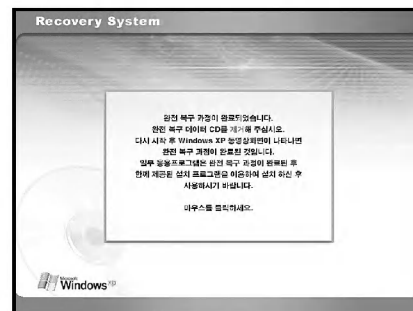 Recovery System
완전 복구 과정이 완료되었습니다.
완전 복구 데이터 CD를 제거해 주십시오.
다시 시작 후 Windows XP 동영상화면이 나타나면
완전 복구 과정이 완료된 것입니다.
일부 응용프로그램은 완전 복구 과정이 완료된 후
함께 제공된 설치 프로그램을 이용하여 설치 하신 후
사용하시기 바랍니다.
마우스를 클릭하세요.
Microsoft
Windows xp